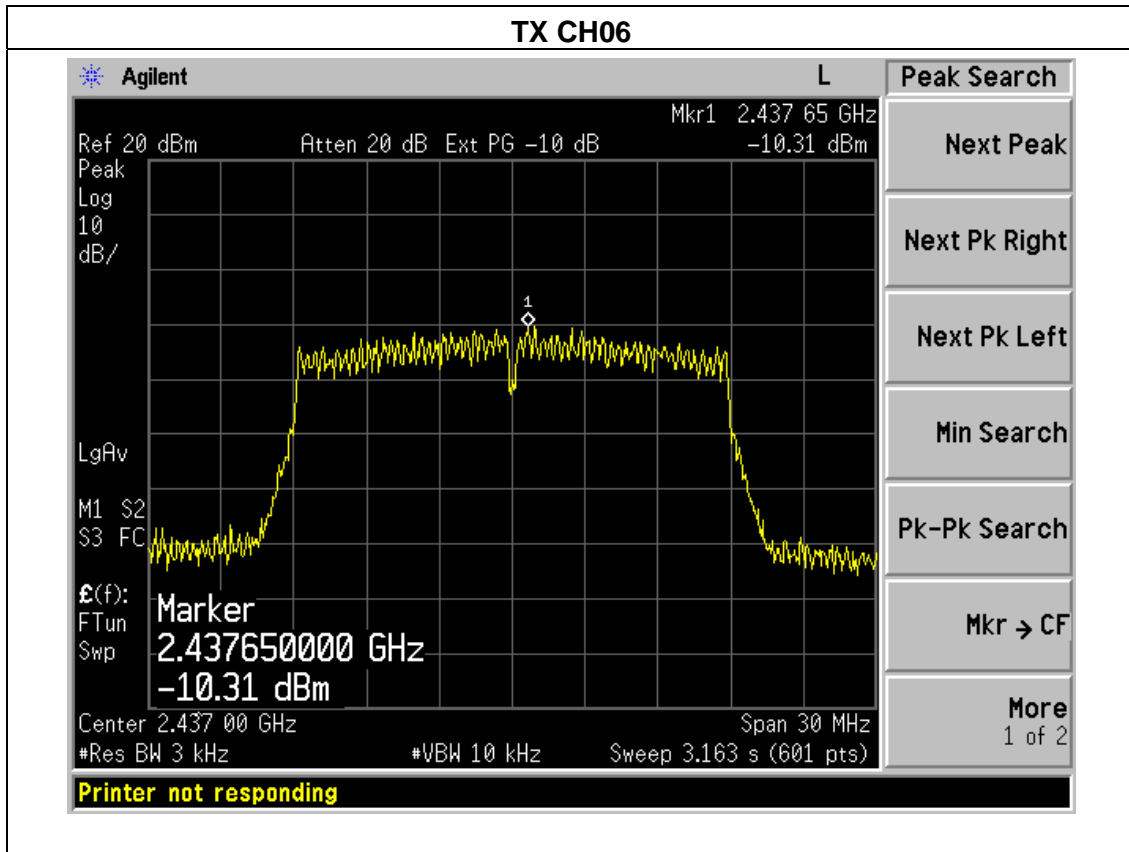 TX CH06
Agilent L Peak Search
Mkr1 2.437 65 GHz
Ref 20 dBm Atten 20 dB Ext PG -10 dB -10.31 dBm
Peak
Log
10
dB/
1
LgAv
M1 S2
S3 FC
£(f):
FTun
Swp
Marker
2.437650000 GHz
-10.31 dBm
Center 2.437 00 GHz Span 30 MHz
#Res BW 3 kHz #VBW 10 kHz Sweep 3.163 s (601 pts)
Next Peak
Next Pk Right
Next Pk Left
Min Search
Pk-Pk Search
Mkr → CF
More
1 of 2
Printer not responding